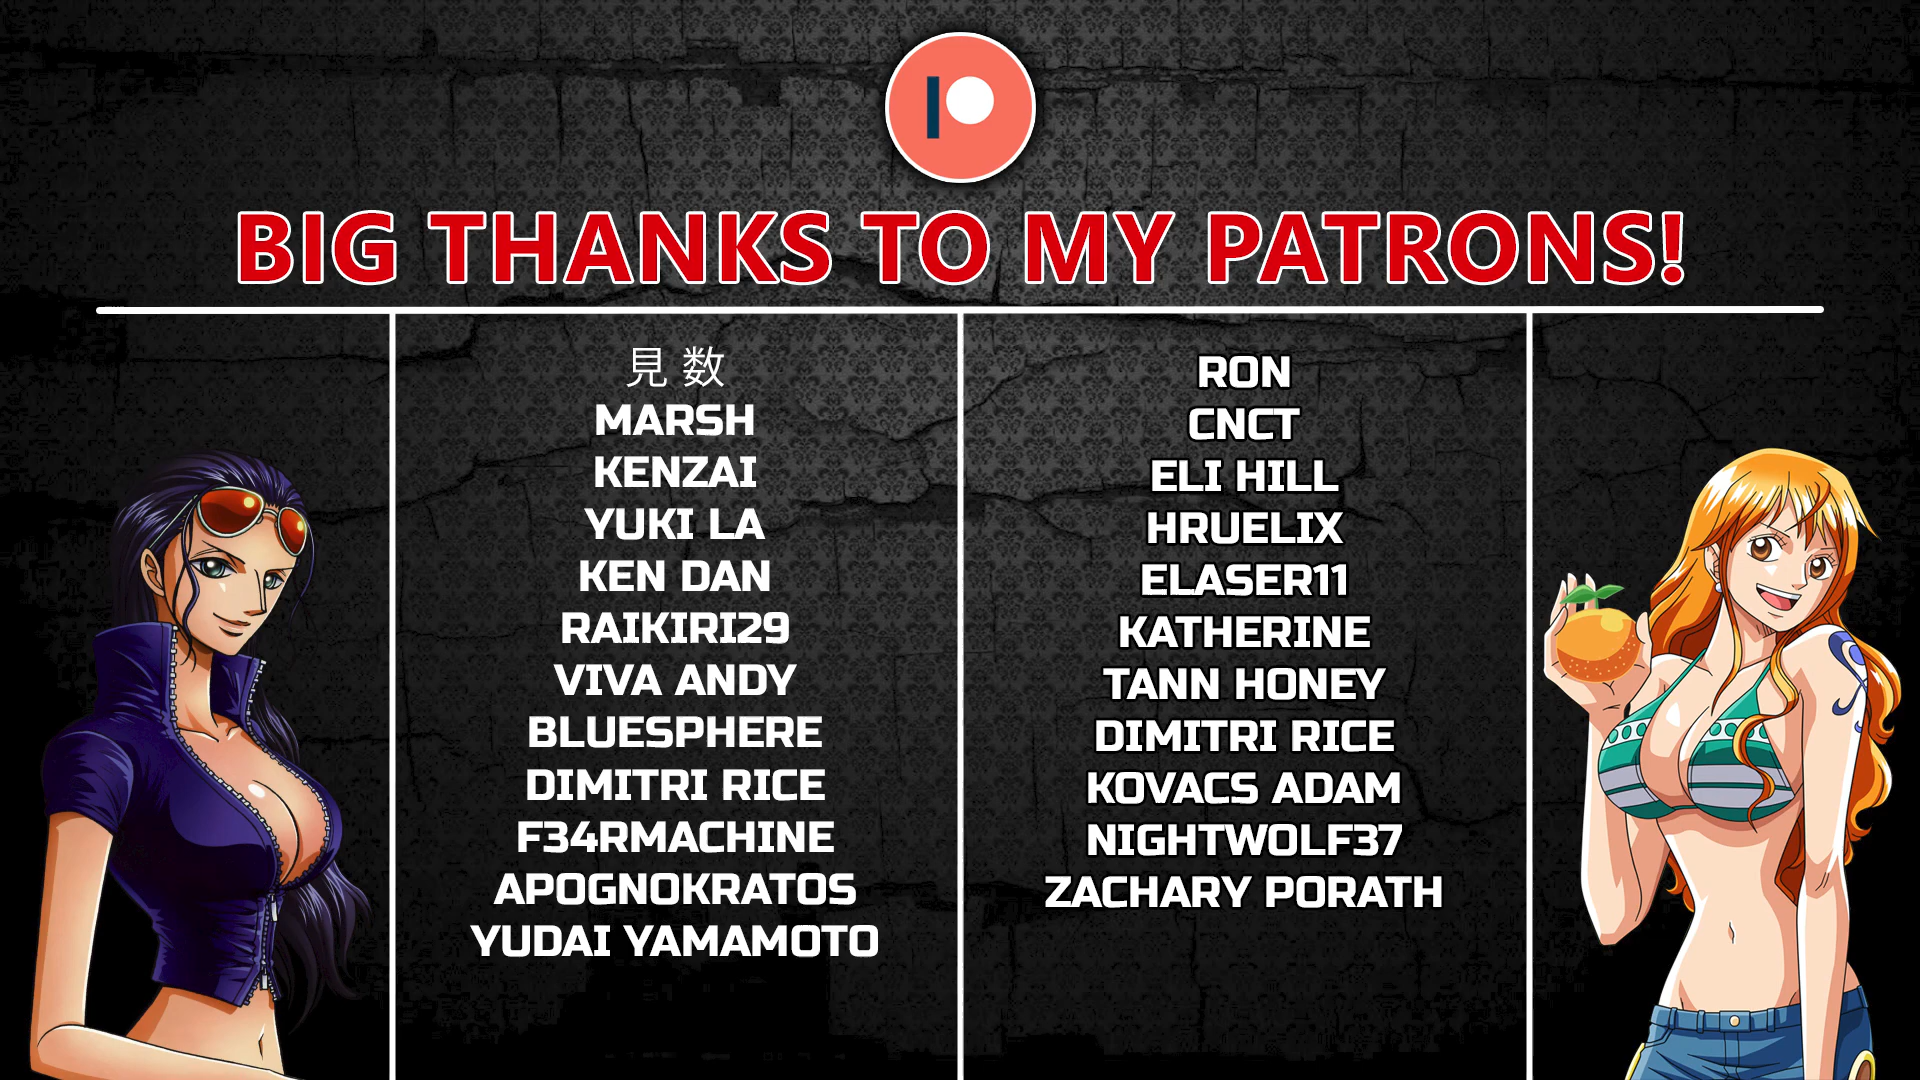 BIG THANKS TO MY PATRONS!
見 数
MARSH
KENZAI
YUKI LA
KEN DAN
RAIKIRI29
VIVA ANDY
BLUESPHERE
DIMITRI RICE
F34RMACHINE
APOGNOKRATOS
YUDAI YAMAMOTO
RON
CNCT
ELI HILL
HRUELIX
ELASER11
KATHERINE
TANN HONEY
DIMITRI RICE
KOVACS ADAM
NIGHTWOLF37
ZACHARY PORATH